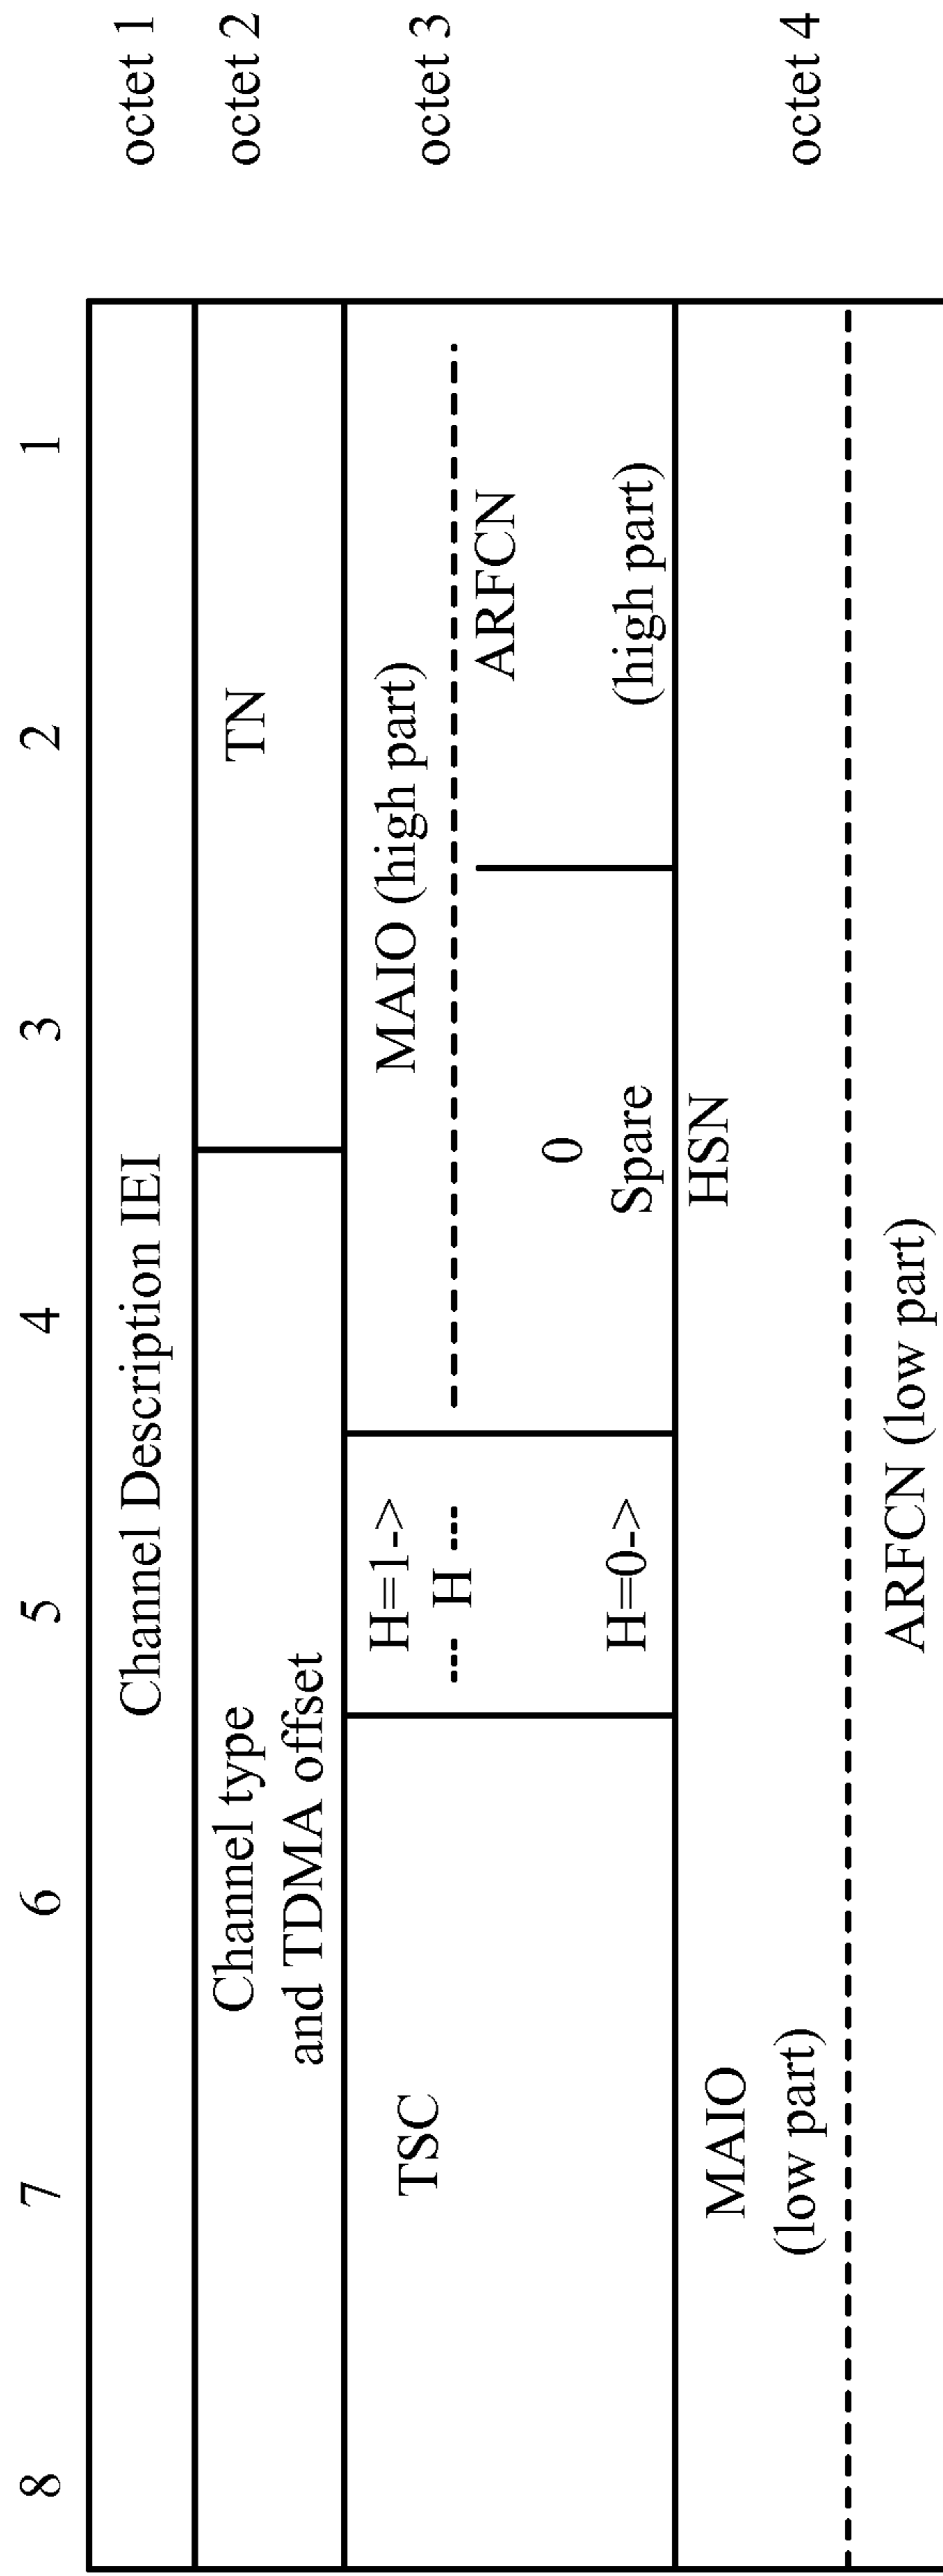 8 7 6 5 4 3 2 1
Channel Description IEI octet 1
Channel type TN octet 2
and TDMA offset
H=1-> MAIO (high part)
TSC ---- H ---- octet 3
ARFCN
0
H=0-> Spare (high part)
HSN
MAIO
(low part) octet 4
ARFCN (low part)